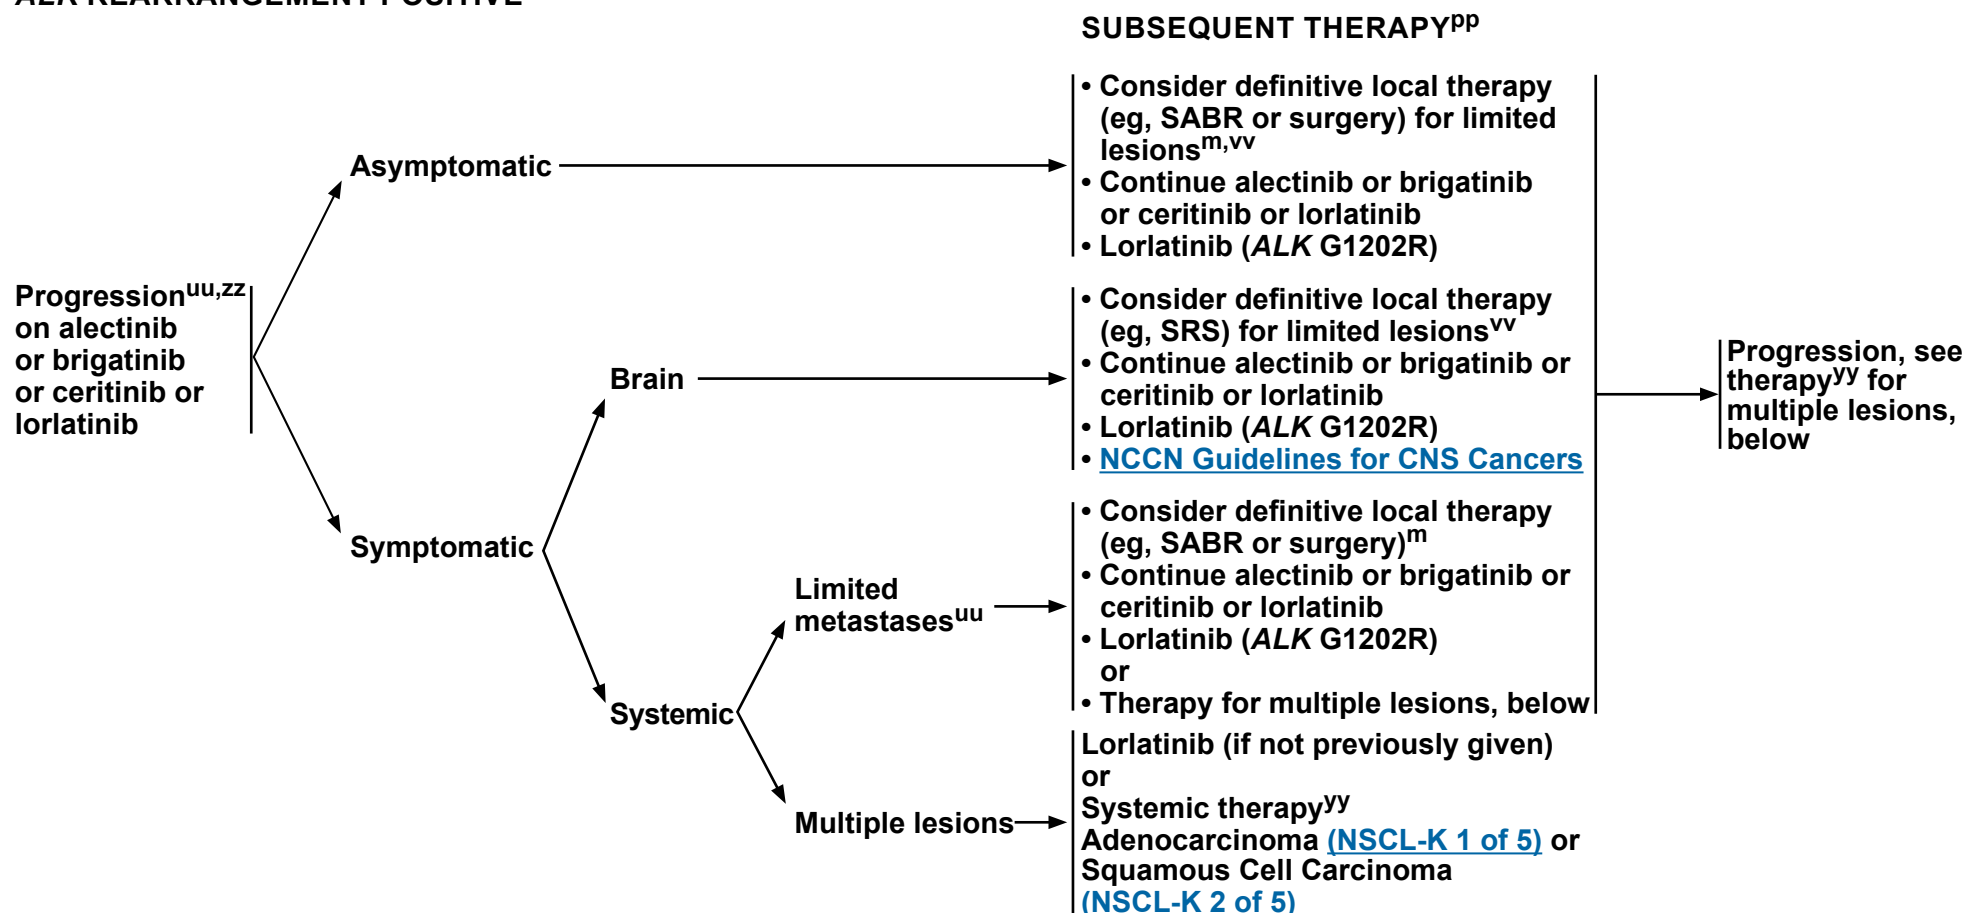 ALK REARRANGEMENT POSITIVE
SUBSEQUENT THERAPYpp
Progressionuu,zz
on alectinib
or brigatinib
or ceritinib or
lorlatinib
Asymptomatic
• Consider definitive local therapy
(eg, SABR or surgery) for limited
lesionsm,vv
• Continue alectinib or brigatinib
or ceritinib or lorlatinib
• Lorlatinib (ALK G1202R)
Symptomatic
Brain
• Consider definitive local therapy
(eg, SRS) for limited lesionsvv
• Continue alectinib or brigatinib or
ceritinib or lorlatinib
• Lorlatinib (ALK G1202R)
• NCCN Guidelines for CNS Cancers
Systemic
Limited
metastasesuu
• Consider definitive local therapy
(eg, SABR or surgery)m
• Continue alectinib or brigatinib or
ceritinib or lorlatinib
• Lorlatinib (ALK G1202R)
or
• Therapy for multiple lesions, below
Progression, see
therapyyy for
multiple lesions,
below
Multiple lesions
Lorlatinib (if not previously given)
or
Systemic therapyyy
Adenocarcinoma (NSCL-K 1 of 5) or
Squamous Cell Carcinoma
(NSCL-K 2 of 5)